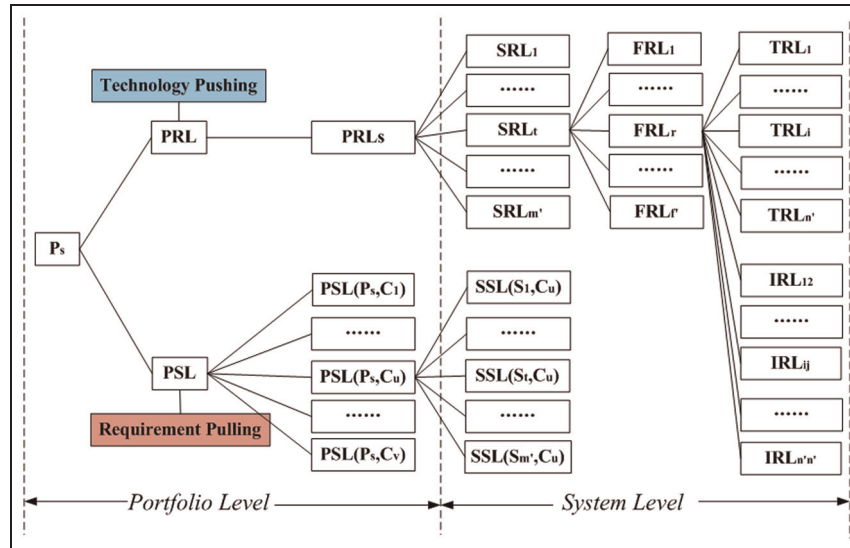 Technology Pushing
PRL
PRLs
Ps
PSL
Requirement Pulling
PSL(Ps,C1)
······
PSL(Ps,Cu)
······
PSL(Ps,Cv)
SRL1
······
SRLt
······
SRLm'
SSL(S1,Cu)
······
SSL(St,Cu)
······
SSL(Sm',Cu)
FRL1
······
FRLr
······
FRLf'
TRL1
······
TRLi
······
TRLn'
IRL12
······
IRLij
······
IRLn'n'
Portfolio Level
System Level